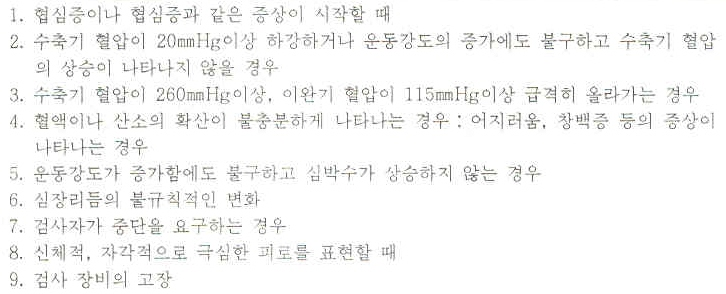 1. 협심증이나 협심증과 같은 증상이 시작할 때
2. 수축기 혈압이 20mmHg이상 하강하거나 운동강도의 증가에도 불구하고 수축기 혈압
의 상승이 나타나지 않을 경우
3. 수축기 혈압이 260mmHg이상, 이완기 혈압이 115mmHg이상 급격히 올라가는 경우
4. 혈액이나 산소의 확산이 불충분하게 나타나는 경우 : 어지러움, 창백증 등의 증상이
나타나는 경우
5. 운동강도가 증가함에도 불구하고 심박수가 상승하지 않는 경우
6. 심장리듬의 불규칙적인 변화
7. 검사자가 중단을 요구하는 경우
8. 신체적, 자각적으로 극심한 피로를 표현할 때
9. 검사 장비의 고장